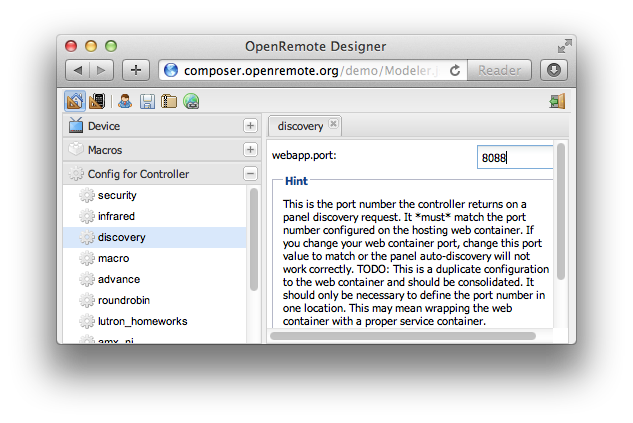 OpenRemote Designer
composer.openremote.org/demo/Modeler.
Reader
Device
Macros
Config for Controller
security
infrared
discovery
macro
advance
roundrobin
lutron_homeworks
discovery
webapp.port:
8088
Hint
This is the port number the controller returns on a
panel discovery request. It *must* match the port
number configured on the hosting web container. If
you change your web container port, change this port
value to match or the panel auto-discovery will not
work correctly. TODO: This is a duplicate configuration
to the web container and should be consolidated. It
should only be necessary to define the port number in
one location. This may mean wrapping the web
container with a proper service container.